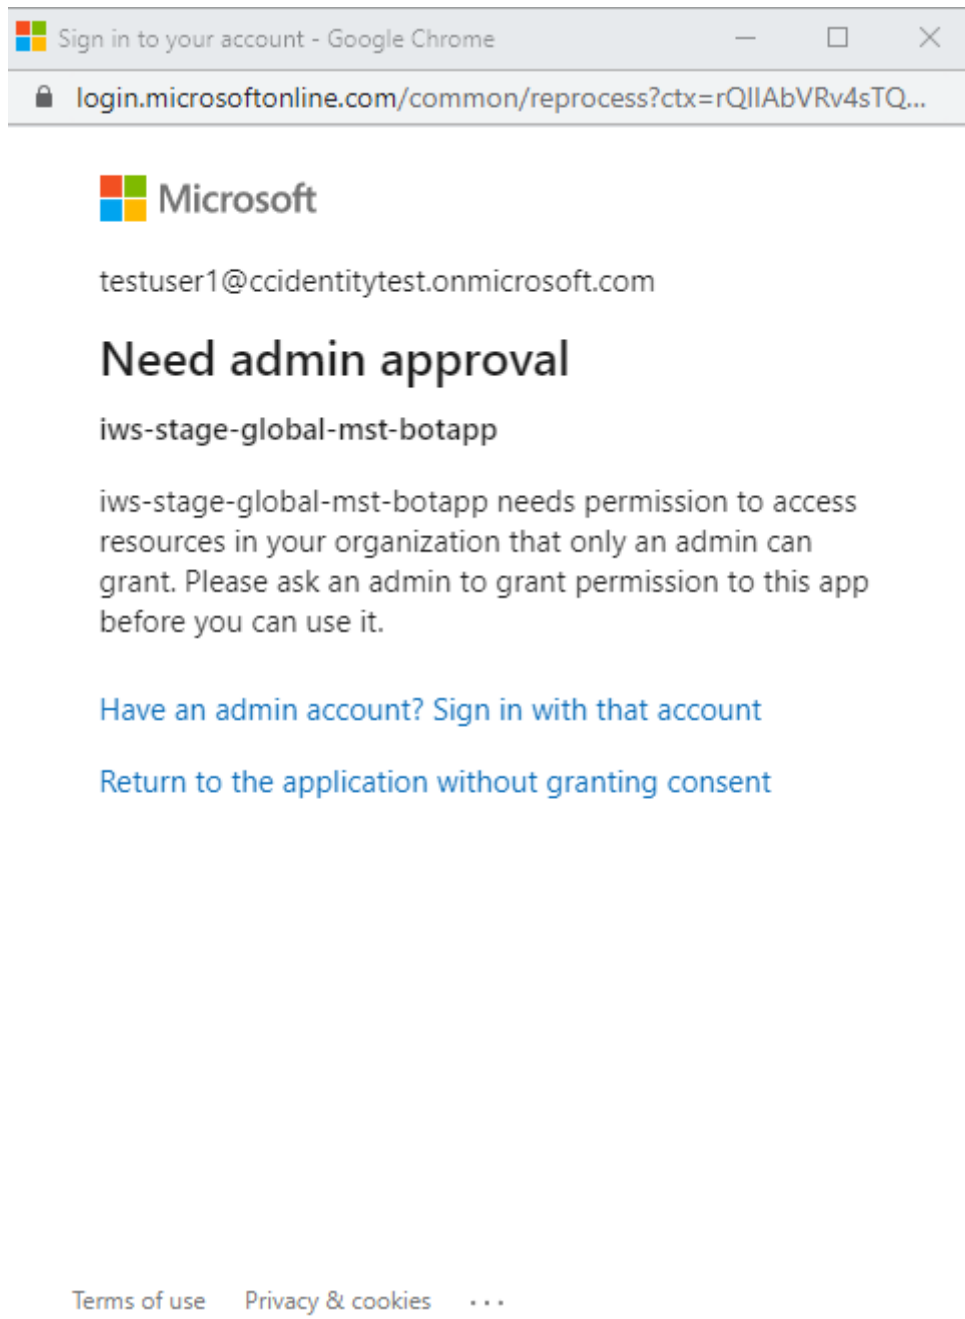 Sign in to your account - Google Chrome
login.microsoftonline.com/common/reprocess?ctx=rQIIAbVRv4sTQ...
Microsoft
testuser1@ccidentitytest.onmicrosoft.com
Need admin approval
iws-stage-global-mst-botapp
iws-stage-global-mst-botapp needs permission to access
resources in your organization that only an admin can
grant. Please ask an admin to grant permission to this app
before you can use it.
Have an admin account? Sign in with that account
Return to the application without granting consent
Terms of use Privacy & cookies ...